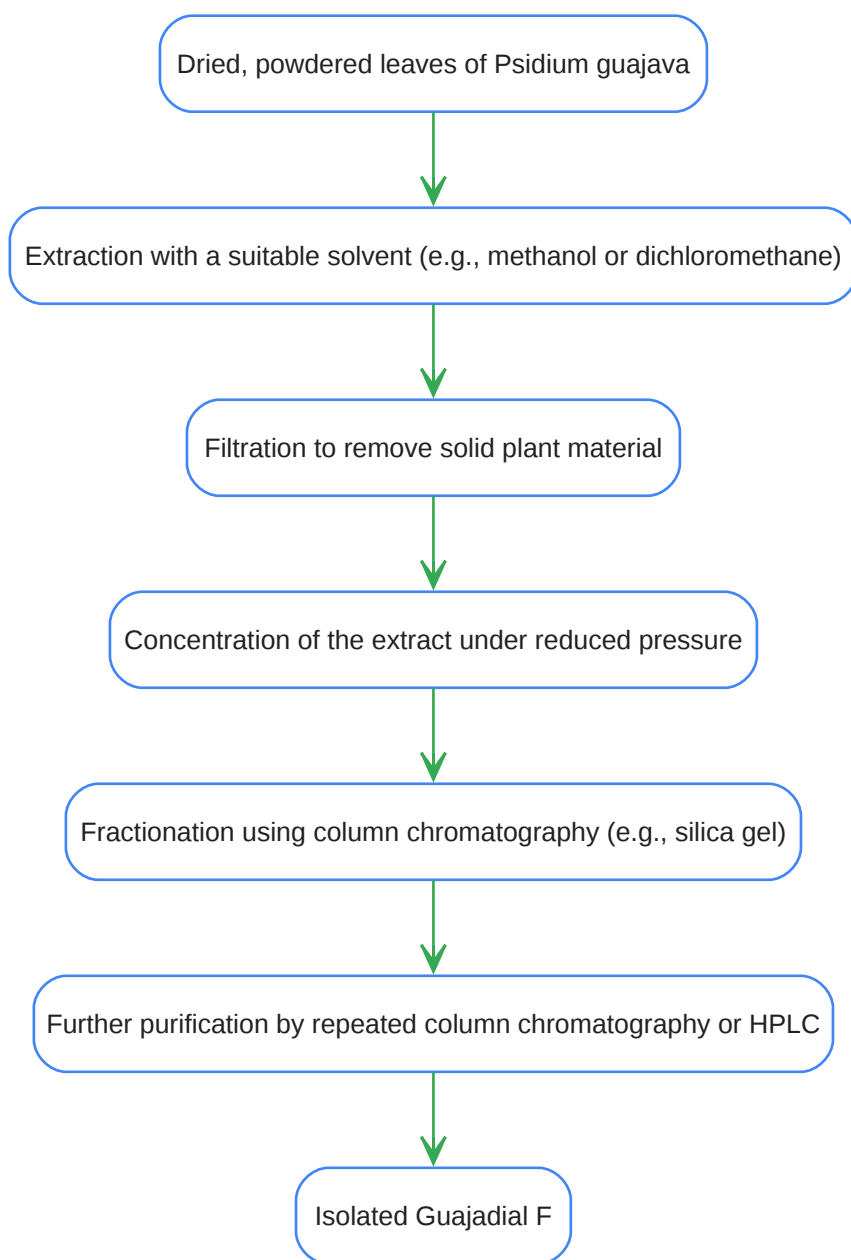 Dried, powdered leaves of Psidium guajava
Extraction with a suitable solvent (e.g., methanol or dichloromethane)
Filtration to remove solid plant material
Concentration of the extract under reduced pressure
Fractionation using column chromatography (e.g., silica gel)
Further purification by repeated column chromatography or HPLC
Isolated Guajadial F